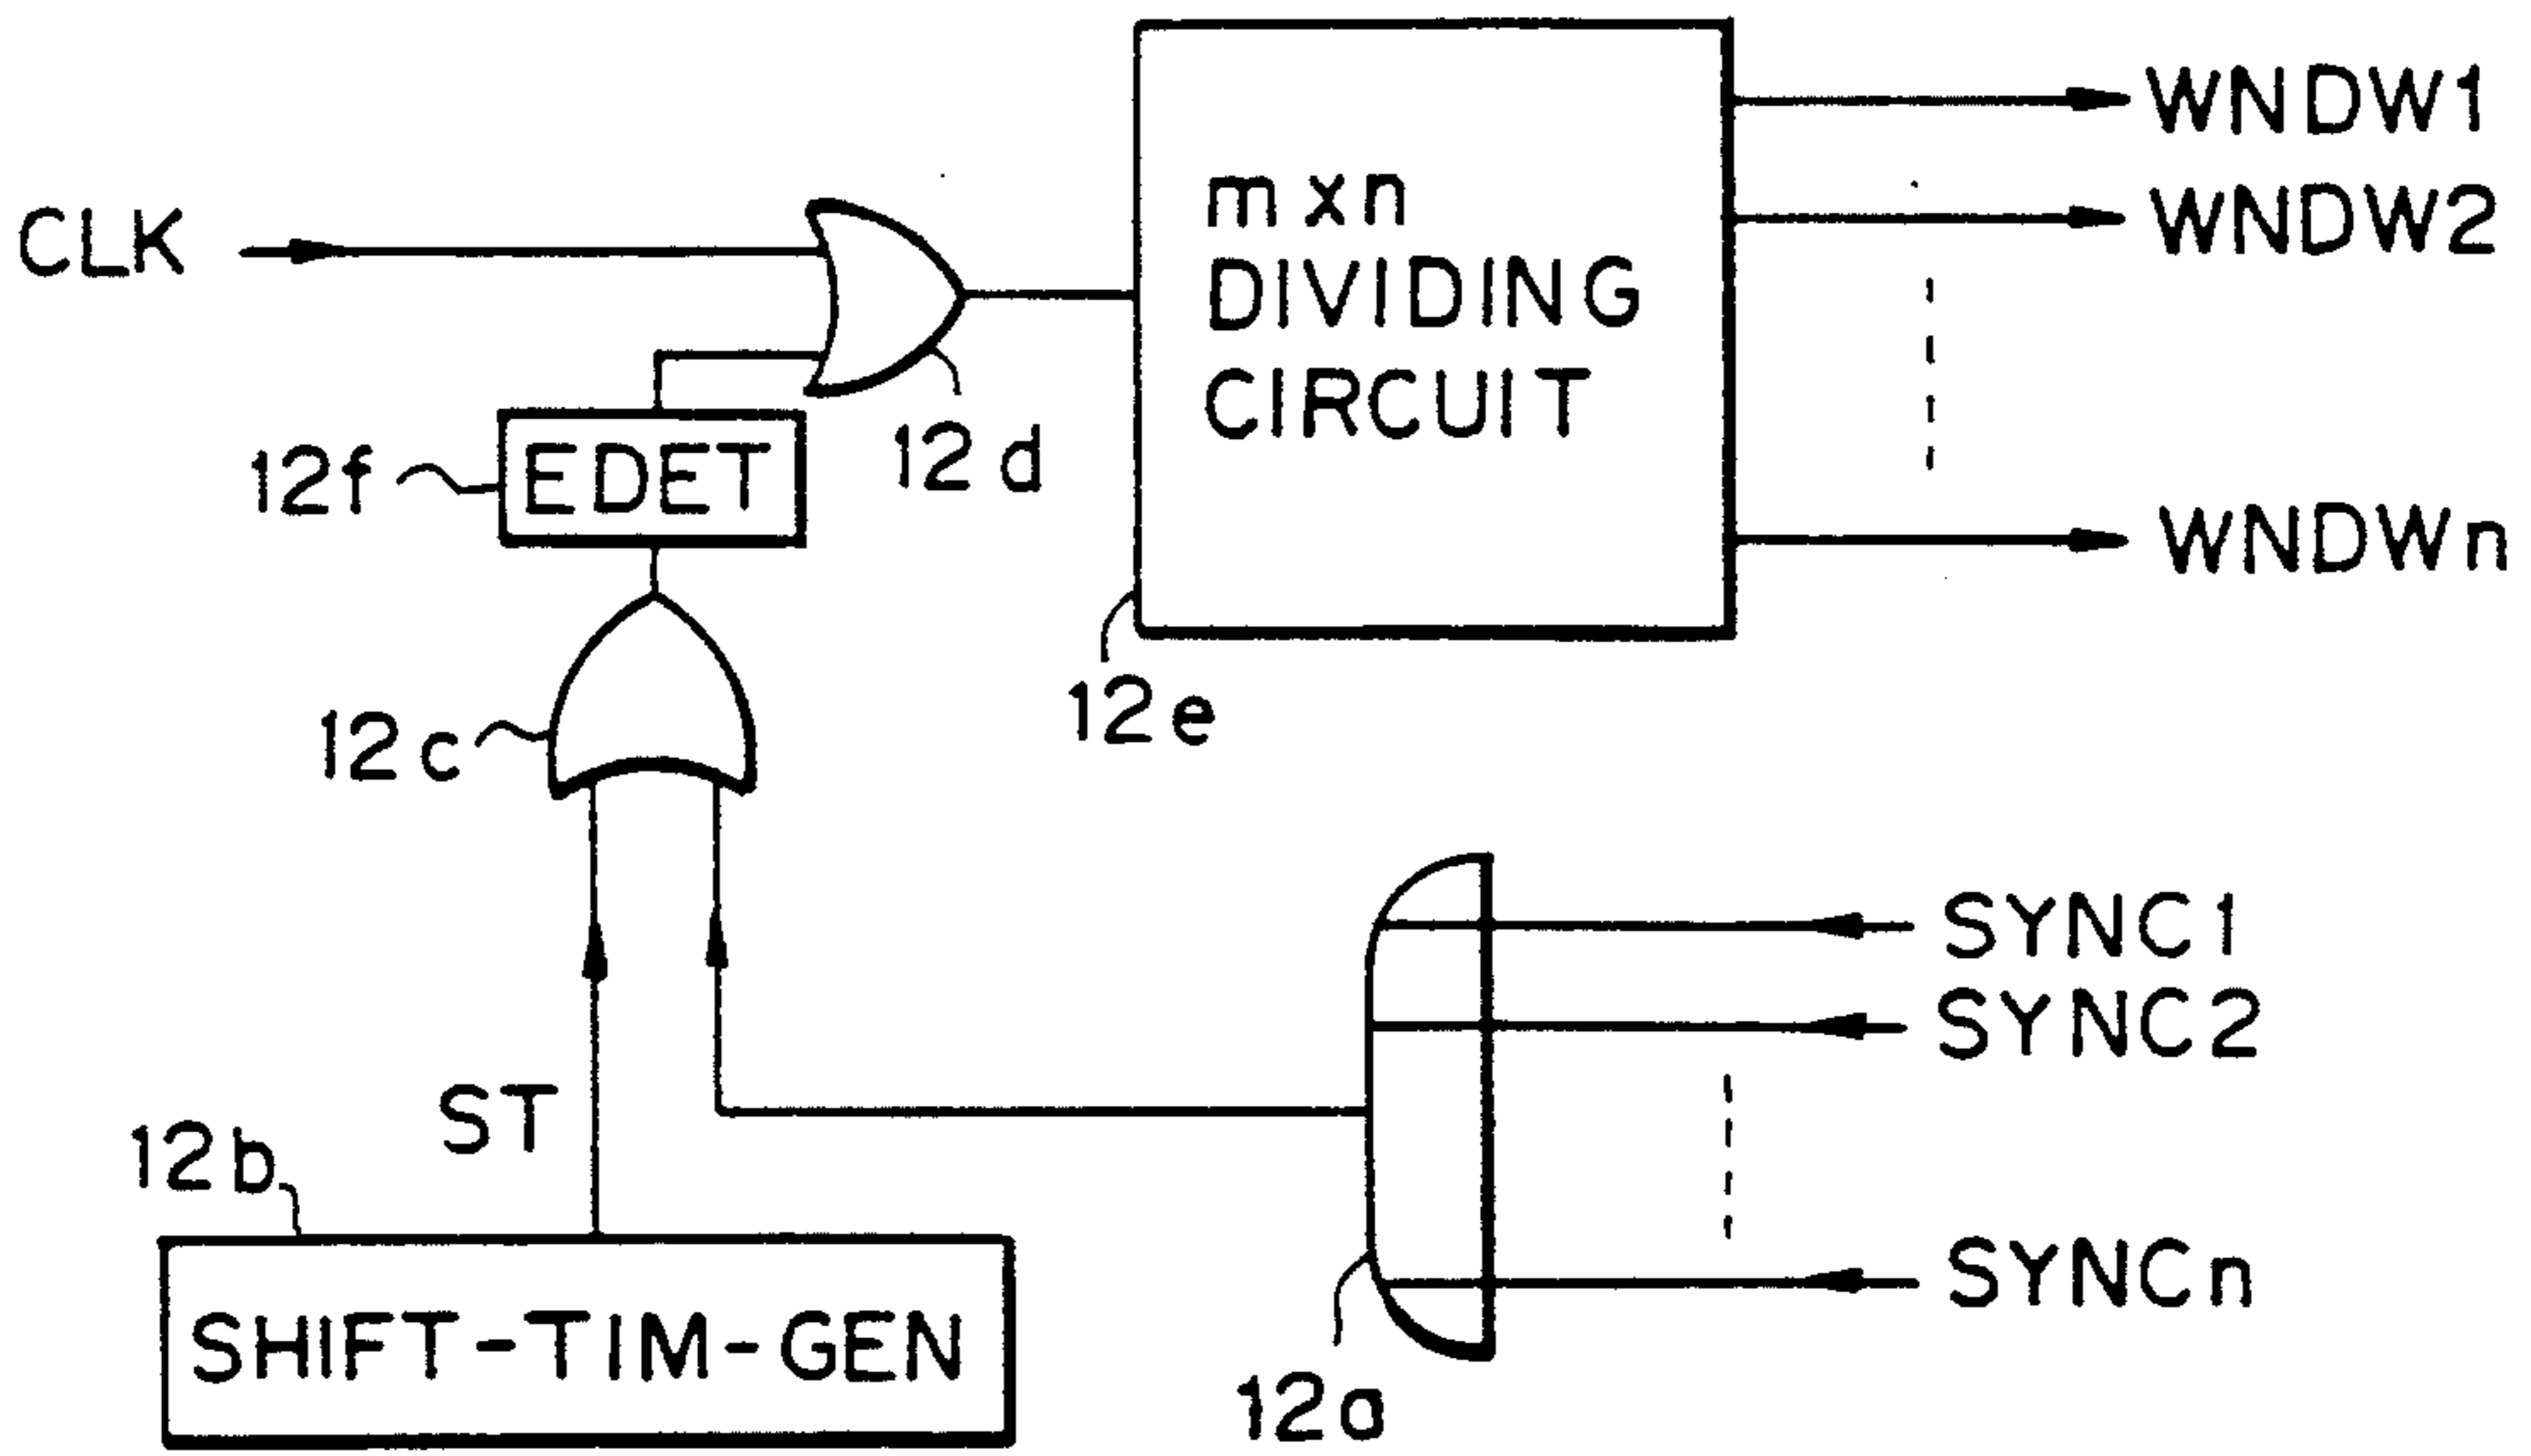 WNDW1
CLK
m x n
DIVIDING
CIRCUIT
WNDW2
12f
EDET
12d
WNDWn
12c
12e
SYNC1
SYNC2
ST
12b
SYNCn
SHIFT-TIM-GEN
12a